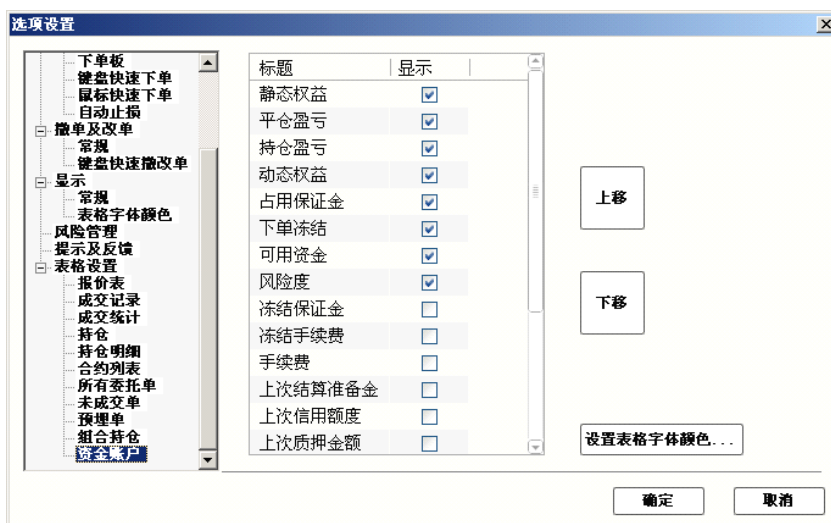 选项设置
下单板
键盘快速下单
鼠标快速下单
自动止损
撤单及改单
常规
键盘快速撤改单
显示
常规
表格字体颜色
风险管理
提示及反馈
表格设置
报价表
成交记录
成交统计
持仓
持仓明细
合约列表
所有委托单
未成交单
预埋单
组合持仓
资金账户
标题 显示
静态权益
平仓盈亏
持仓盈亏
动态权益
占用保证金
下单冻结
可用资金
风险度
冻结保证金
冻结手续费
手续费
上次结算准备金
上次信用额度
上次质押金额
上移
下移
设置表格字体颜色...
确定 取消